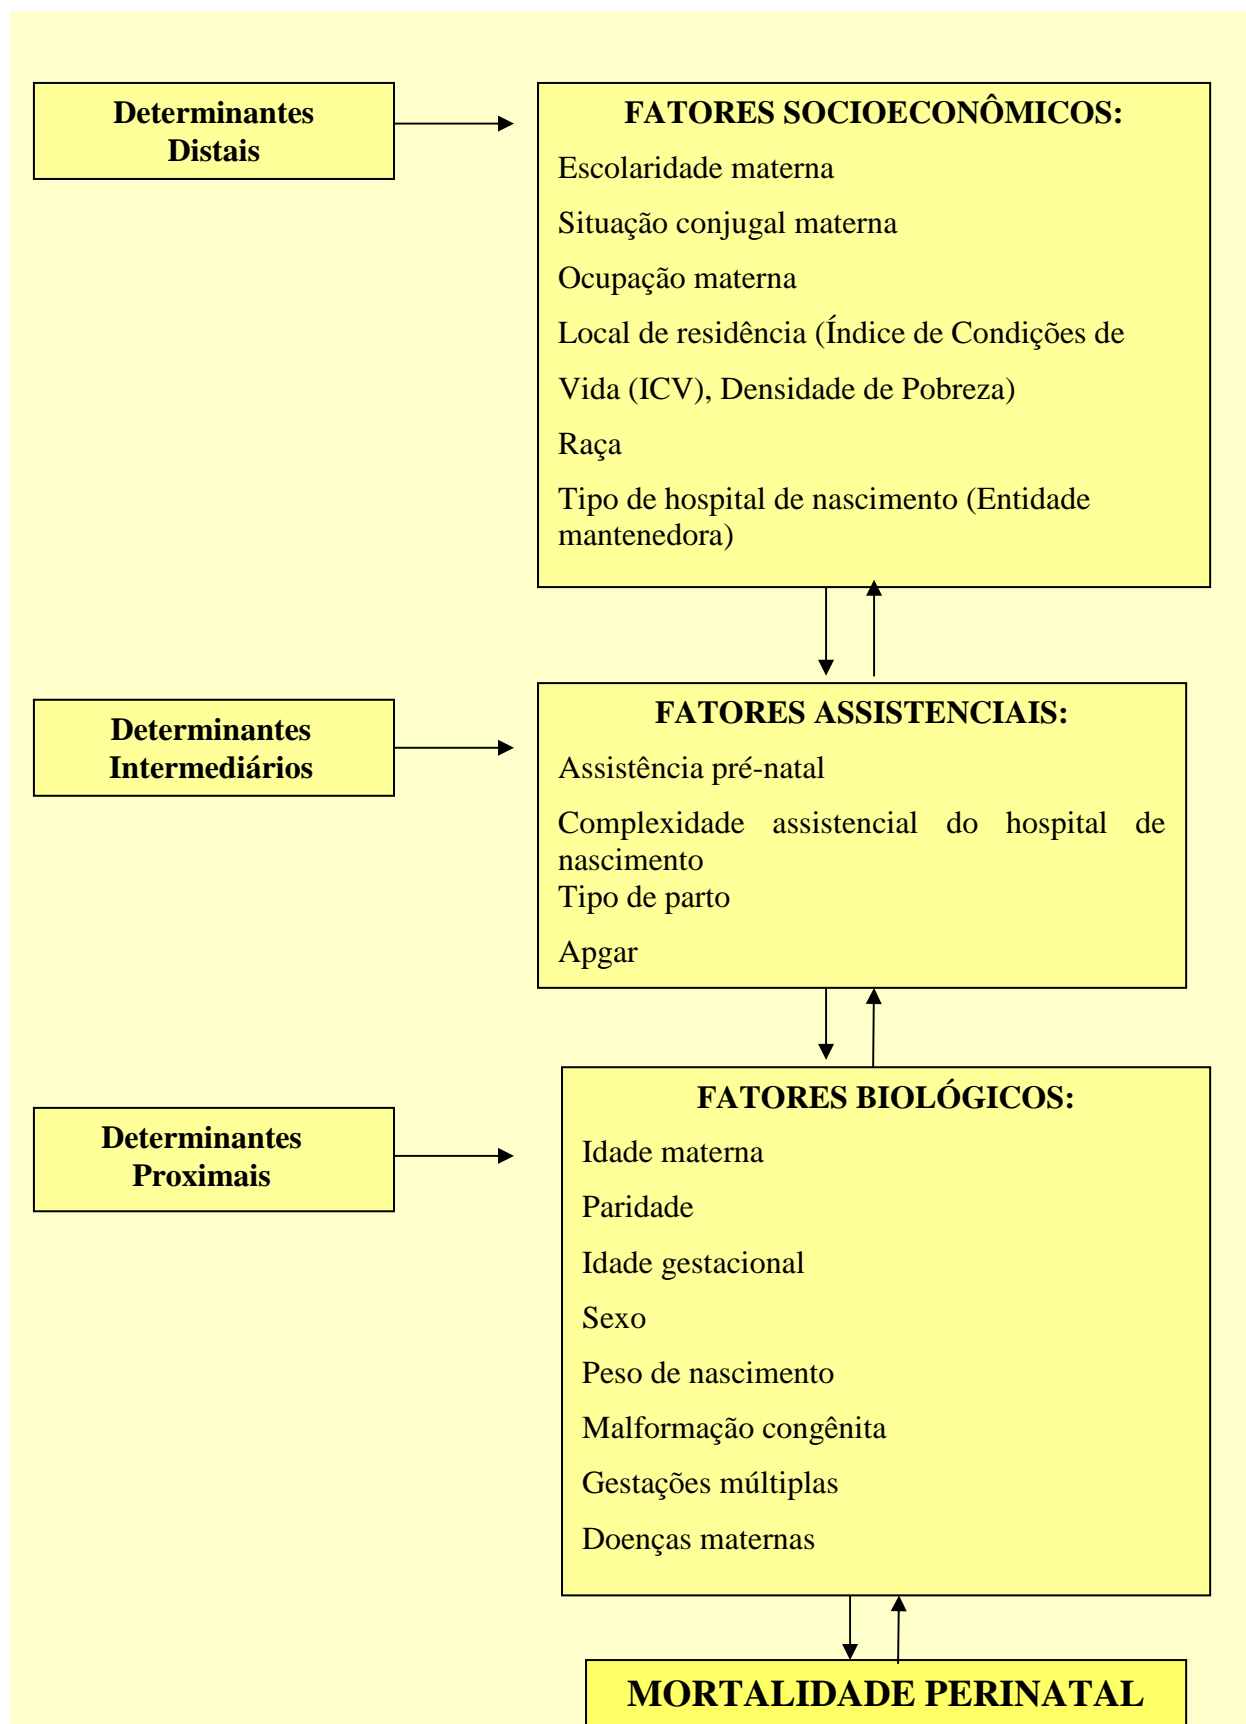 Determinantes
Distais
FATORES SOCIOECONÔMICOS:
Escolaridade materna
Situação conjugal materna
Ocupação materna
Local de residência (Índice de Condições de
Vida (ICV), Densidade de Pobreza)
Raça
Tipo de hospital de nascimento (Entidade
mantenedora)
Determinantes
Intermediários
FATORES ASSISTENCIAIS:
Assistência pré-natal
Complexidade assistencial do hospital de
nascimento
Tipo de parto
Apgar
Determinantes
Proximais
FATORES BIOLÓGICOS:
Idade materna
Paridade
Idade gestacional
Sexo
Peso de nascimento
Malformação congênita
Gestações múltiplas
Doenças maternas
MORTALIDADE PERINATAL